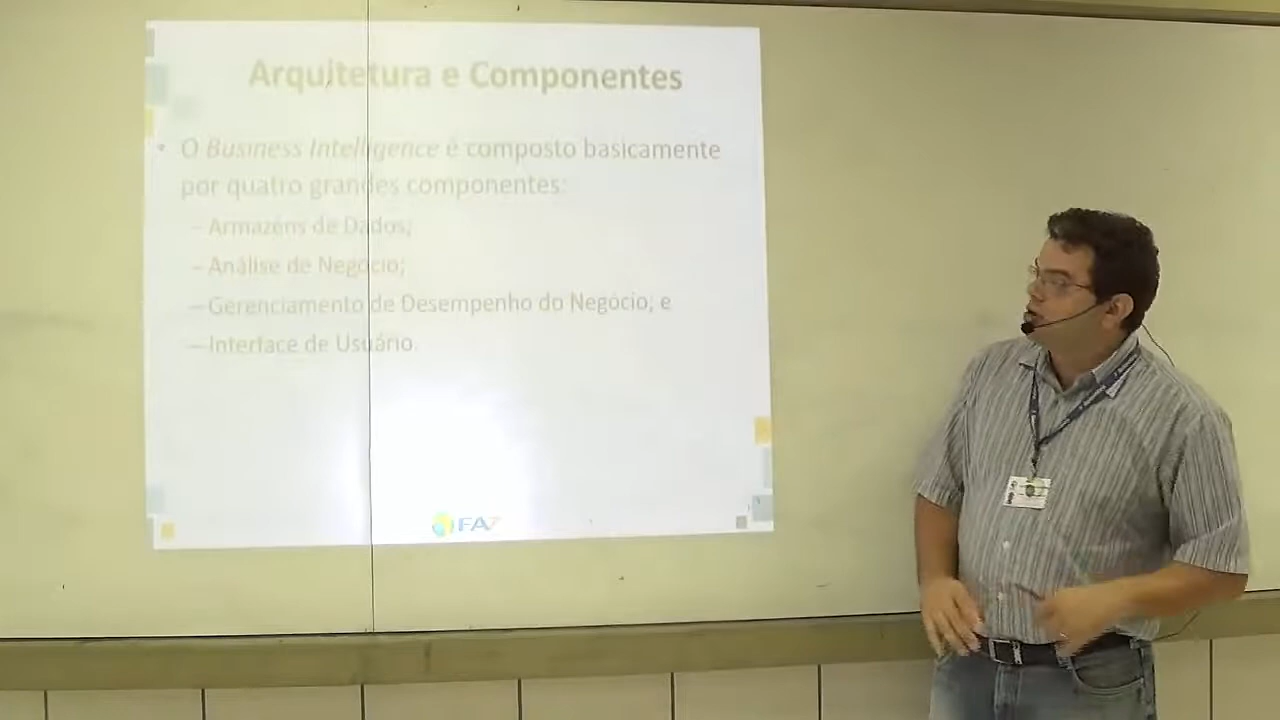 Arquitetura e Componentes
• O Business Intelligence é composto basicamente
por quatro grandes componentes:
– Armazéns de Dados;
– Análise de Negócio;
– Gerenciamento de Desempenho do Negócio; e
– Interface de Usuário.
FA7